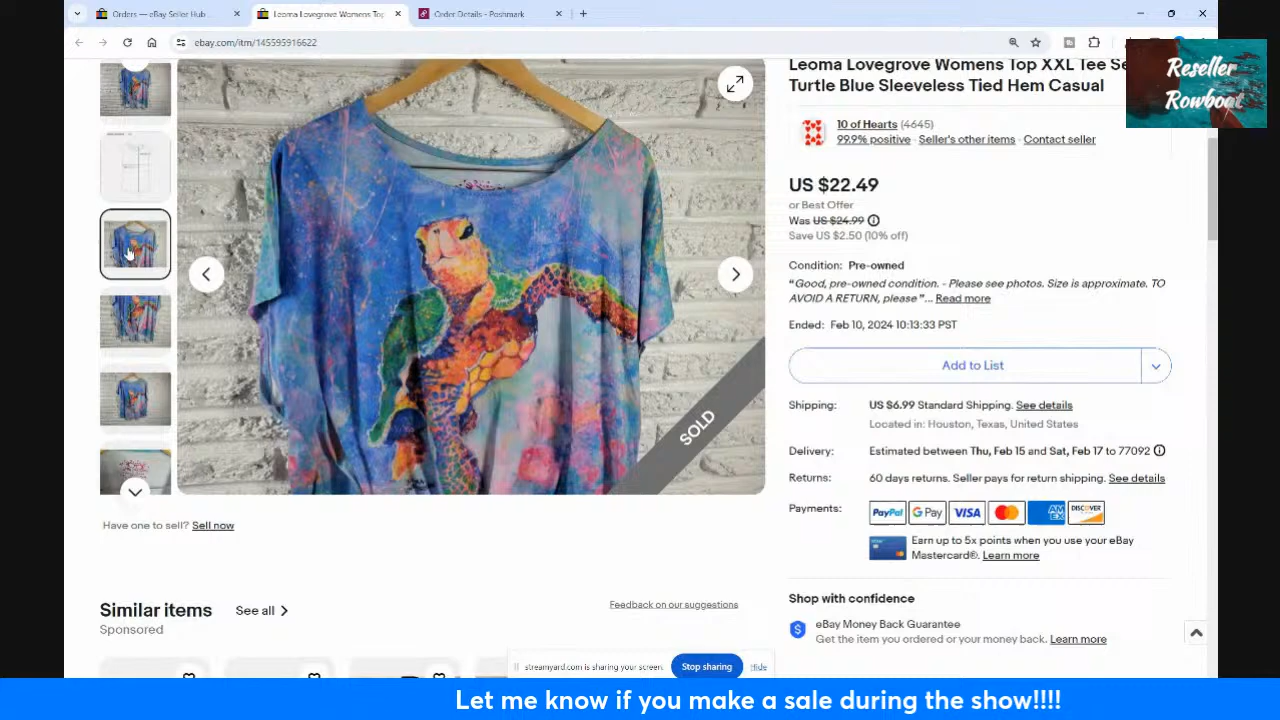 Orders — eBay Seller Hub
Leoma Lovegrove Womens Top
Order Details - Poshmark
ebay.com/itm/145595916622
Reseller
Rowboat
Leoma Lovegrove Womens Top XXL Tee Se
Turtle Blue Sleeveless Tied Hem Casual
10 of Hearts (4645)
99.9% positive · Seller's other items · Contact seller
US $22.49
or Best Offer
Was US $24.99
Save US $2.50 (10% off)
Condition: Pre-owned
“Good, pre-owned condition. - Please see photos. Size is approximate. TO
AVOID A RETURN, please ”... Read more
Ended: Feb 10, 2024 10:13:33 PST
Add to List
SOLD
Shipping: US $6.99 Standard Shipping. See details
Located in: Houston, Texas, United States
Delivery: Estimated between Thu, Feb 15 and Sat, Feb 17 to 77092
Returns: 60 days returns. Seller pays for return shipping. See details
Payments: PayPal G Pay VISA AM EX DISCOVER
Earn up to 5x points when you use your eBay
Mastercard®. Learn more
Have one to sell? Sell now
Shop with confidence
eBay Money Back Guarantee
Get the item you ordered or your money back. Learn more
Similar items See all
Feedback on our suggestions
Sponsored
streamyard.com is sharing your screen. Stop sharing Hide
Let me know if you make a sale during the show!!!!